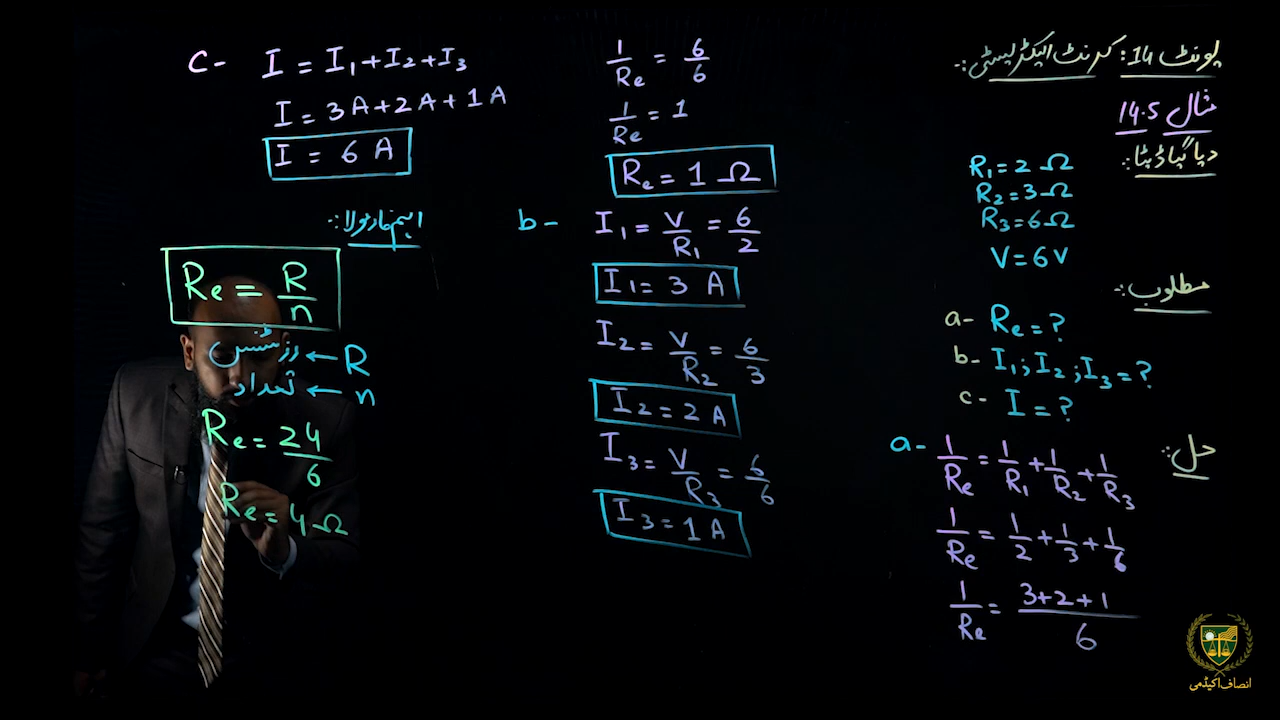 یونٹ 14: کرنٹ الیکٹریسٹی:-
مثال 14.5
دیا گیا ڈیٹا:-
R₁ = 2 Ω
R₂ = 3 Ω
R₃ = 6 Ω
V = 6 V
مطلوب:-
a- Re = ?
b- I₁ ; I₂ ; I₃ = ?
c- I = ?
حل:-
a- 1/Re = 1/R₁ + 1/R₂ + 1/R₃
1/Re = 1/2 + 1/3 + 1/6
1/Re = 3+2+1/6
1/Re = 6/6
1/Re = 1
Re = 1 Ω
b- I₁ = V/R₁ = 6/2
I₁ = 3 A
I₂ = V/R₂ = 6/3
I₂ = 2 A
I₃ = V/R₃ = 6/6
I₃ = 1 A
c- I = I₁ + I₂ + I₃
I = 3 A + 2 A + 1 A
I = 6 A
اہم فارمولا:-
Re = R/n
R ← رزسٹنس
n ← تعداد
Re = 24/6
Re = 4 Ω
انصاف اکیڈمی